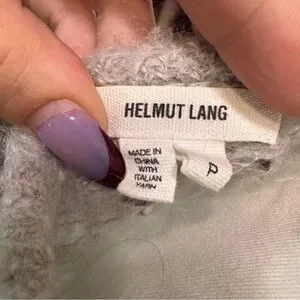 HELMUT LANG
MADE IN
CHINA
WITH
ITALIAN
YARN
P